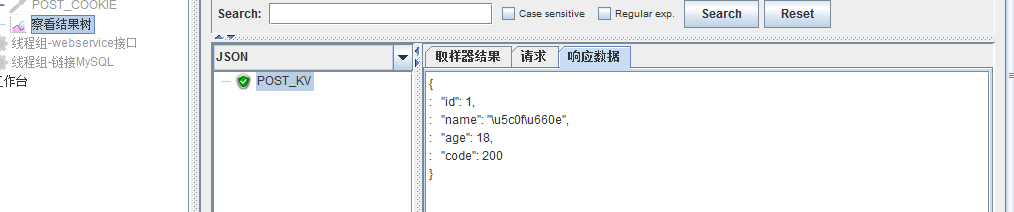 POST_COOKIE
察看结果树
线程组-webservice接口
线程组-链接MySQL
工作台
Search:
Case sensitive
Regular exp.
Search
Reset
JSON
POST_KV
取样器结果
请求
响应数据
{
: "id": 1,
: "name": "\u5c0f\u660e",
: "age": 18,
: "code": 200
}